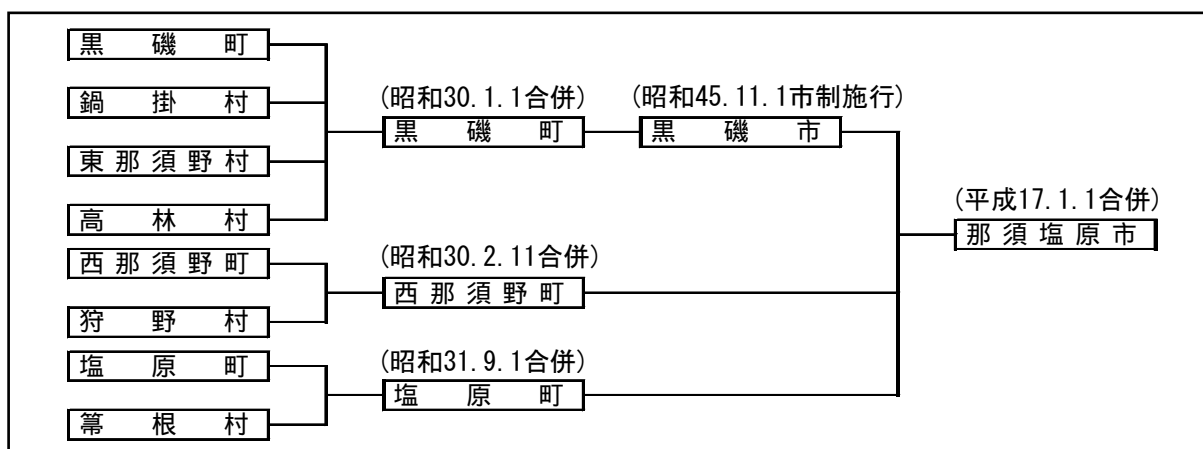 黒磯町
鍋掛村
東那須野村
高林村
西那須野町
狩野村
塩原町
箒根村
(昭和30.1.1合併)
黒磯町
(昭和45.11.1市制施行)
黒磯市
(昭和30.2.11合併)
西那須野町
(昭和31.9.1合併)
塩原町
(平成17.1.1合併)
那須塩原市